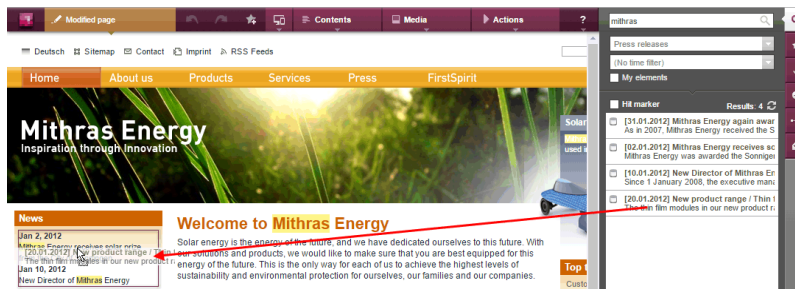 Modified page
Contents
Media
Actions
?
Deutsch Sitemap Contact Imprint RSS Feeds
Home About us Products Services Press FirstSpirit
Mithras Energy
Inspiration through Innovation
Solar
used i
News
Jan 2, 2012
Mithras Energy receives solar prize
[20.01.2012] New product range / Thin
The thin film modules in our new product r
Jan 10, 2012
New Director of Mithras Energy
Welcome to Mithras Energy
Solar energy is the energy of the future, and we have dedicated ourselves to this future. With
our solutions and products, we would like to make sure that you are best equipped for this
energy of the future. This is the only way for each of us to achieve the highest levels of
sustainability and environmental protection for ourselves, our families and our companies.
Top
Custo
mithras
Press releases
(No time filter)
My elements
Hit marker
Results: 4
[31.01.2012] Mithras Energy again awar
As in 2007, Mithras Energy received the S
[02.01.2012] Mithras Energy receives so
Mithras Energy was awarded the Sonnige
[10.01.2012] New Director of Mithras En
Since 1 January 2008, the executive mana
[20.01.2012] New product range / Thin f
The thin film modules in our new product ra